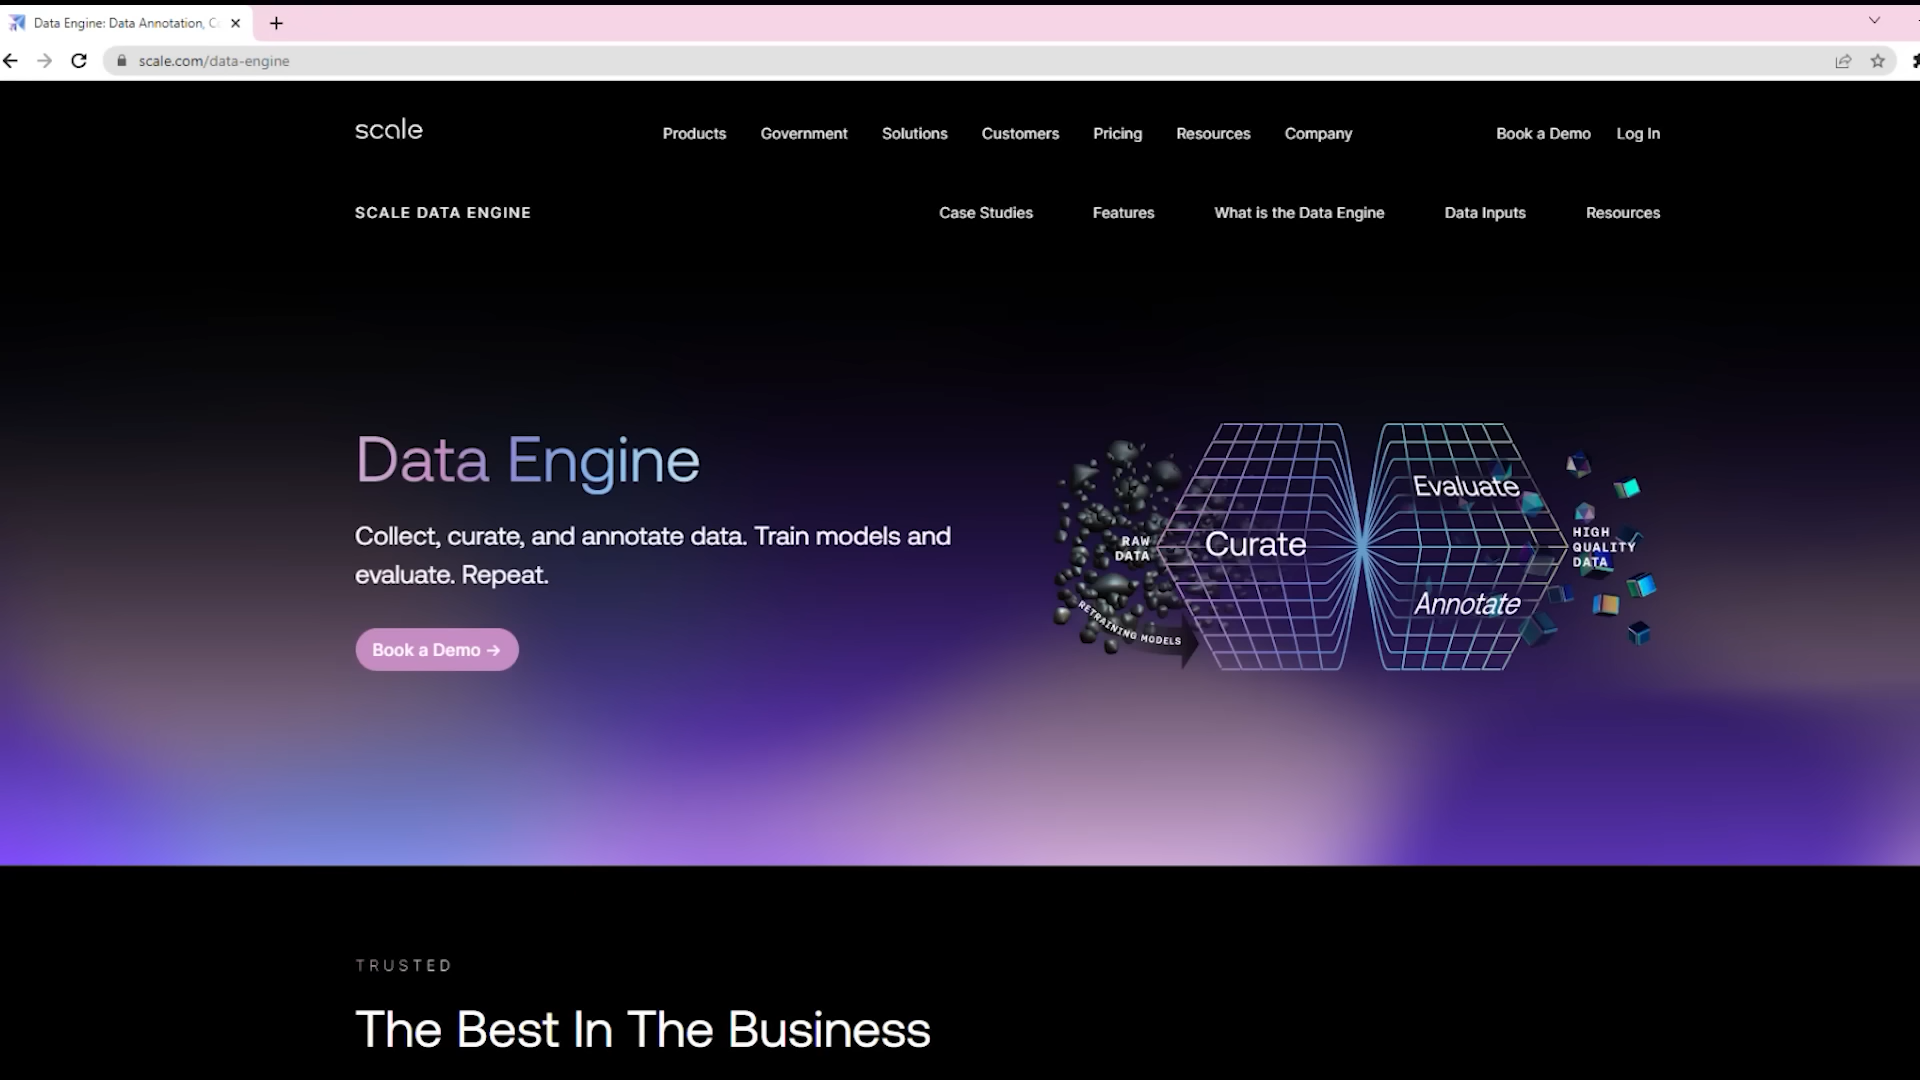 Data Engine: Data Annotation, C
scale.com/data-engine
scale
Products Government Solutions Customers Pricing Resources Company Book a Demo Log In
SCALE DATA ENGINE Case Studies Features What is the Data Engine Data Inputs Resources
Data Engine
Collect, curate, and annotate data. Train models and
evaluate. Repeat.
Book a Demo →
RAW
DATA
RETRAINING MODELS
Curate
Evaluate
Annotate
HIGH
QUALITY
DATA
TRUSTED
The Best In The Business